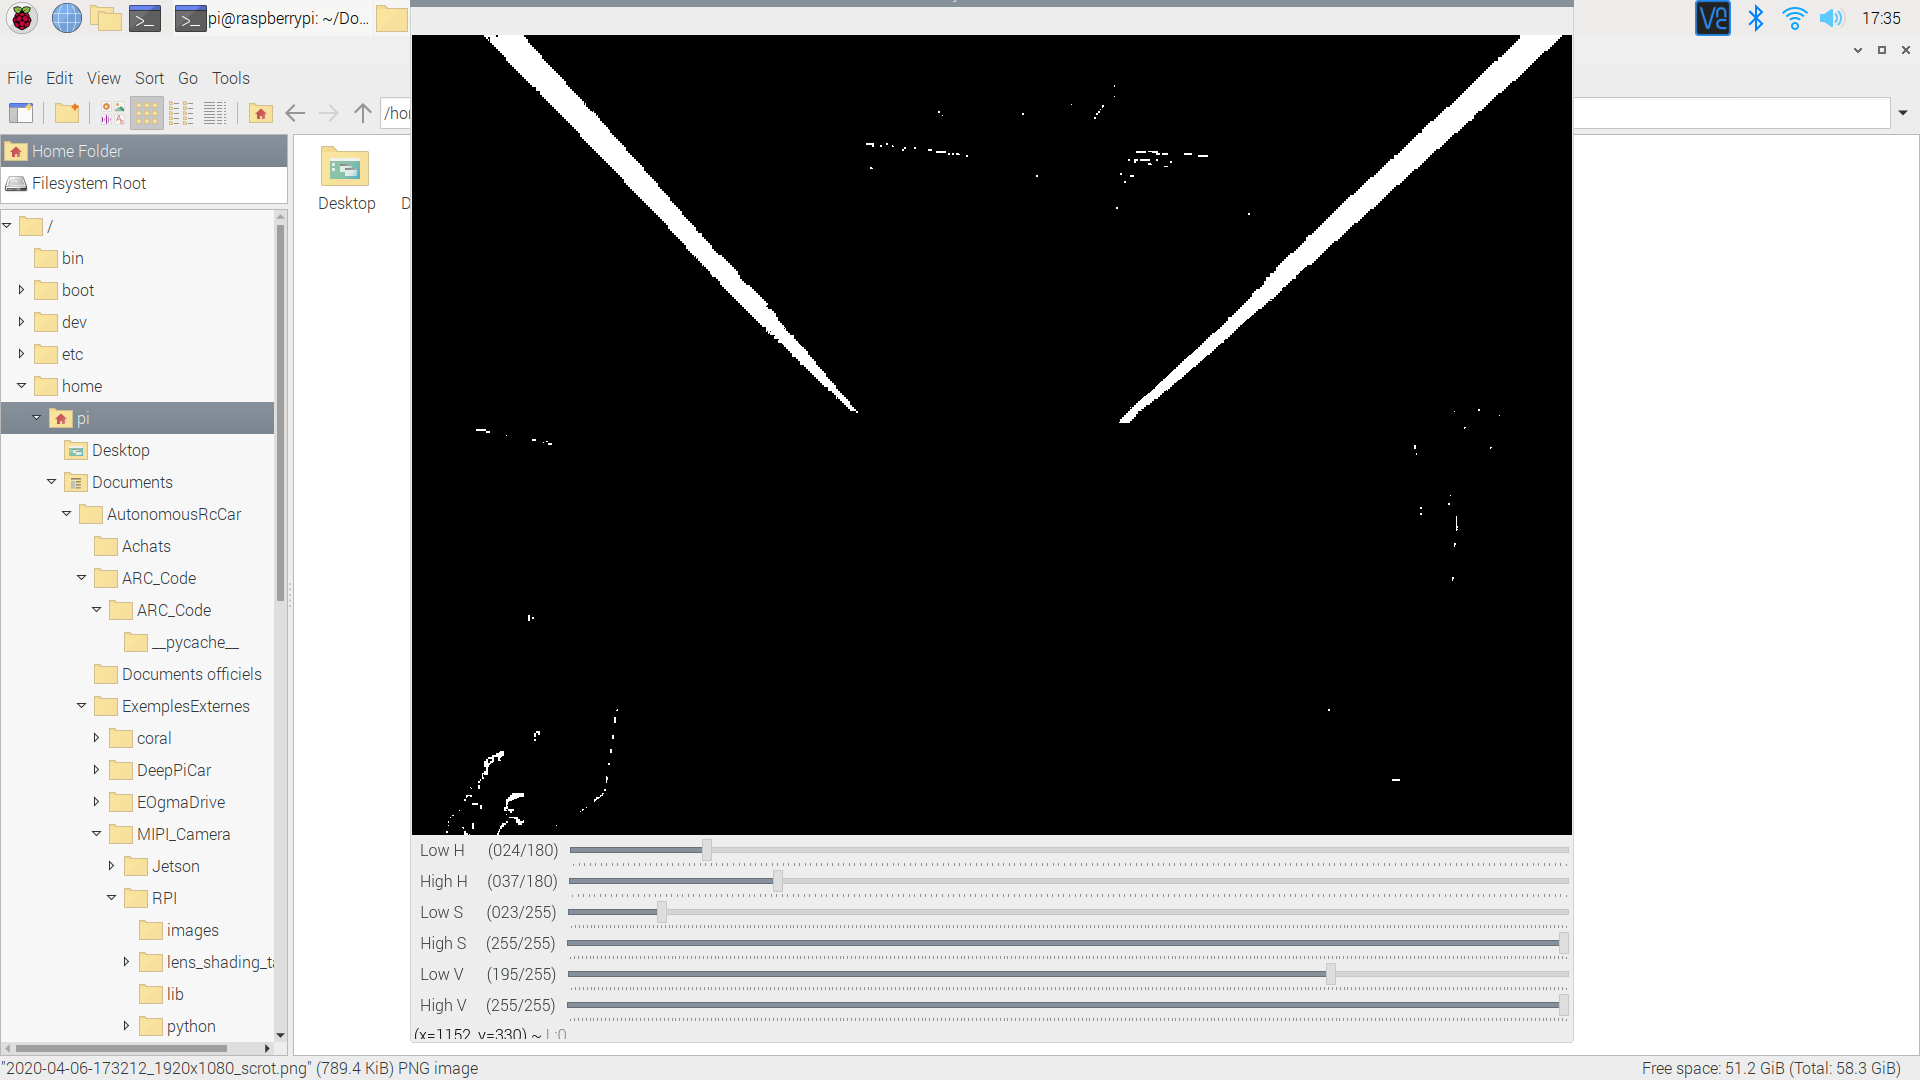 pi@raspberrypi: ~/Do...
17:35
File Edit View Sort Go Tools
/ho
Home Folder
Filesystem Root
/
bin
boot
dev
etc
home
pi
Desktop
Documents
AutonomousRcCar
Achats
ARC_Code
ARC_Code
__pycache__
Documents officiels
ExemplesExternes
coral
DeepPiCar
EOgmaDrive
MIPI_Camera
Jetson
RPI
images
lens_shading_ta
lib
python
Desktop
D
Low H (024/180)
High H (037/180)
Low S (023/255)
High S (255/255)
Low V (195/255)
High V (255/255)
(x=1152, y=330) ~ L:0
"2020-04-06-173212_1920x1080_scrot.png" (789.4 KiB) PNG image
Free space: 51.2 GiB (Total: 58.3 GiB)